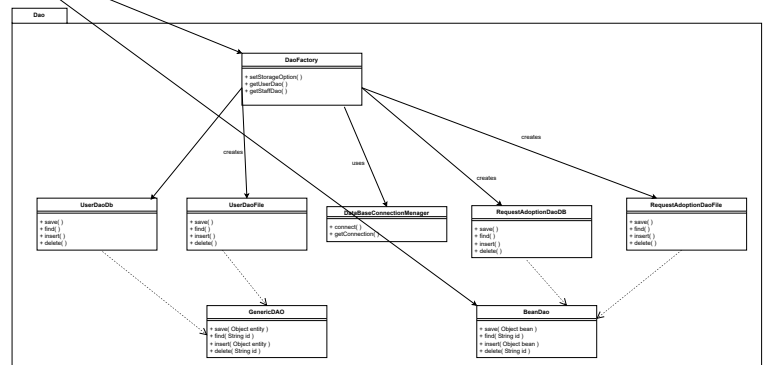 Dao
DaoFactory
+ setStorageOption( )
+ getUserDao( )
+ getStaffDao( )
creates
uses
creates
creates
UserDaoDb
+ save( )
+ find( )
+ insert( )
+ delete( )
UserDaoFile
+ save( )
+ find( )
+ insert( )
+ delete( )
DataBaseConnectionMenager
+ connect( )
+ getConnection( )
RequestAdoptionDaoDB
+ save( )
+ find( )
+ insert( )
+ delete( )
RequestAdoptionDaoFile
+ save( )
+ find( )
+ insert( )
+ delete( )
GenericDAO
+ save( Object entity )
+ find( String id )
+ insert( Object entity )
+ delete( String id )
BeanDao
+ save( Object bean )
+ find( String id )
+ insert( Object bean )
+ delete( String id )